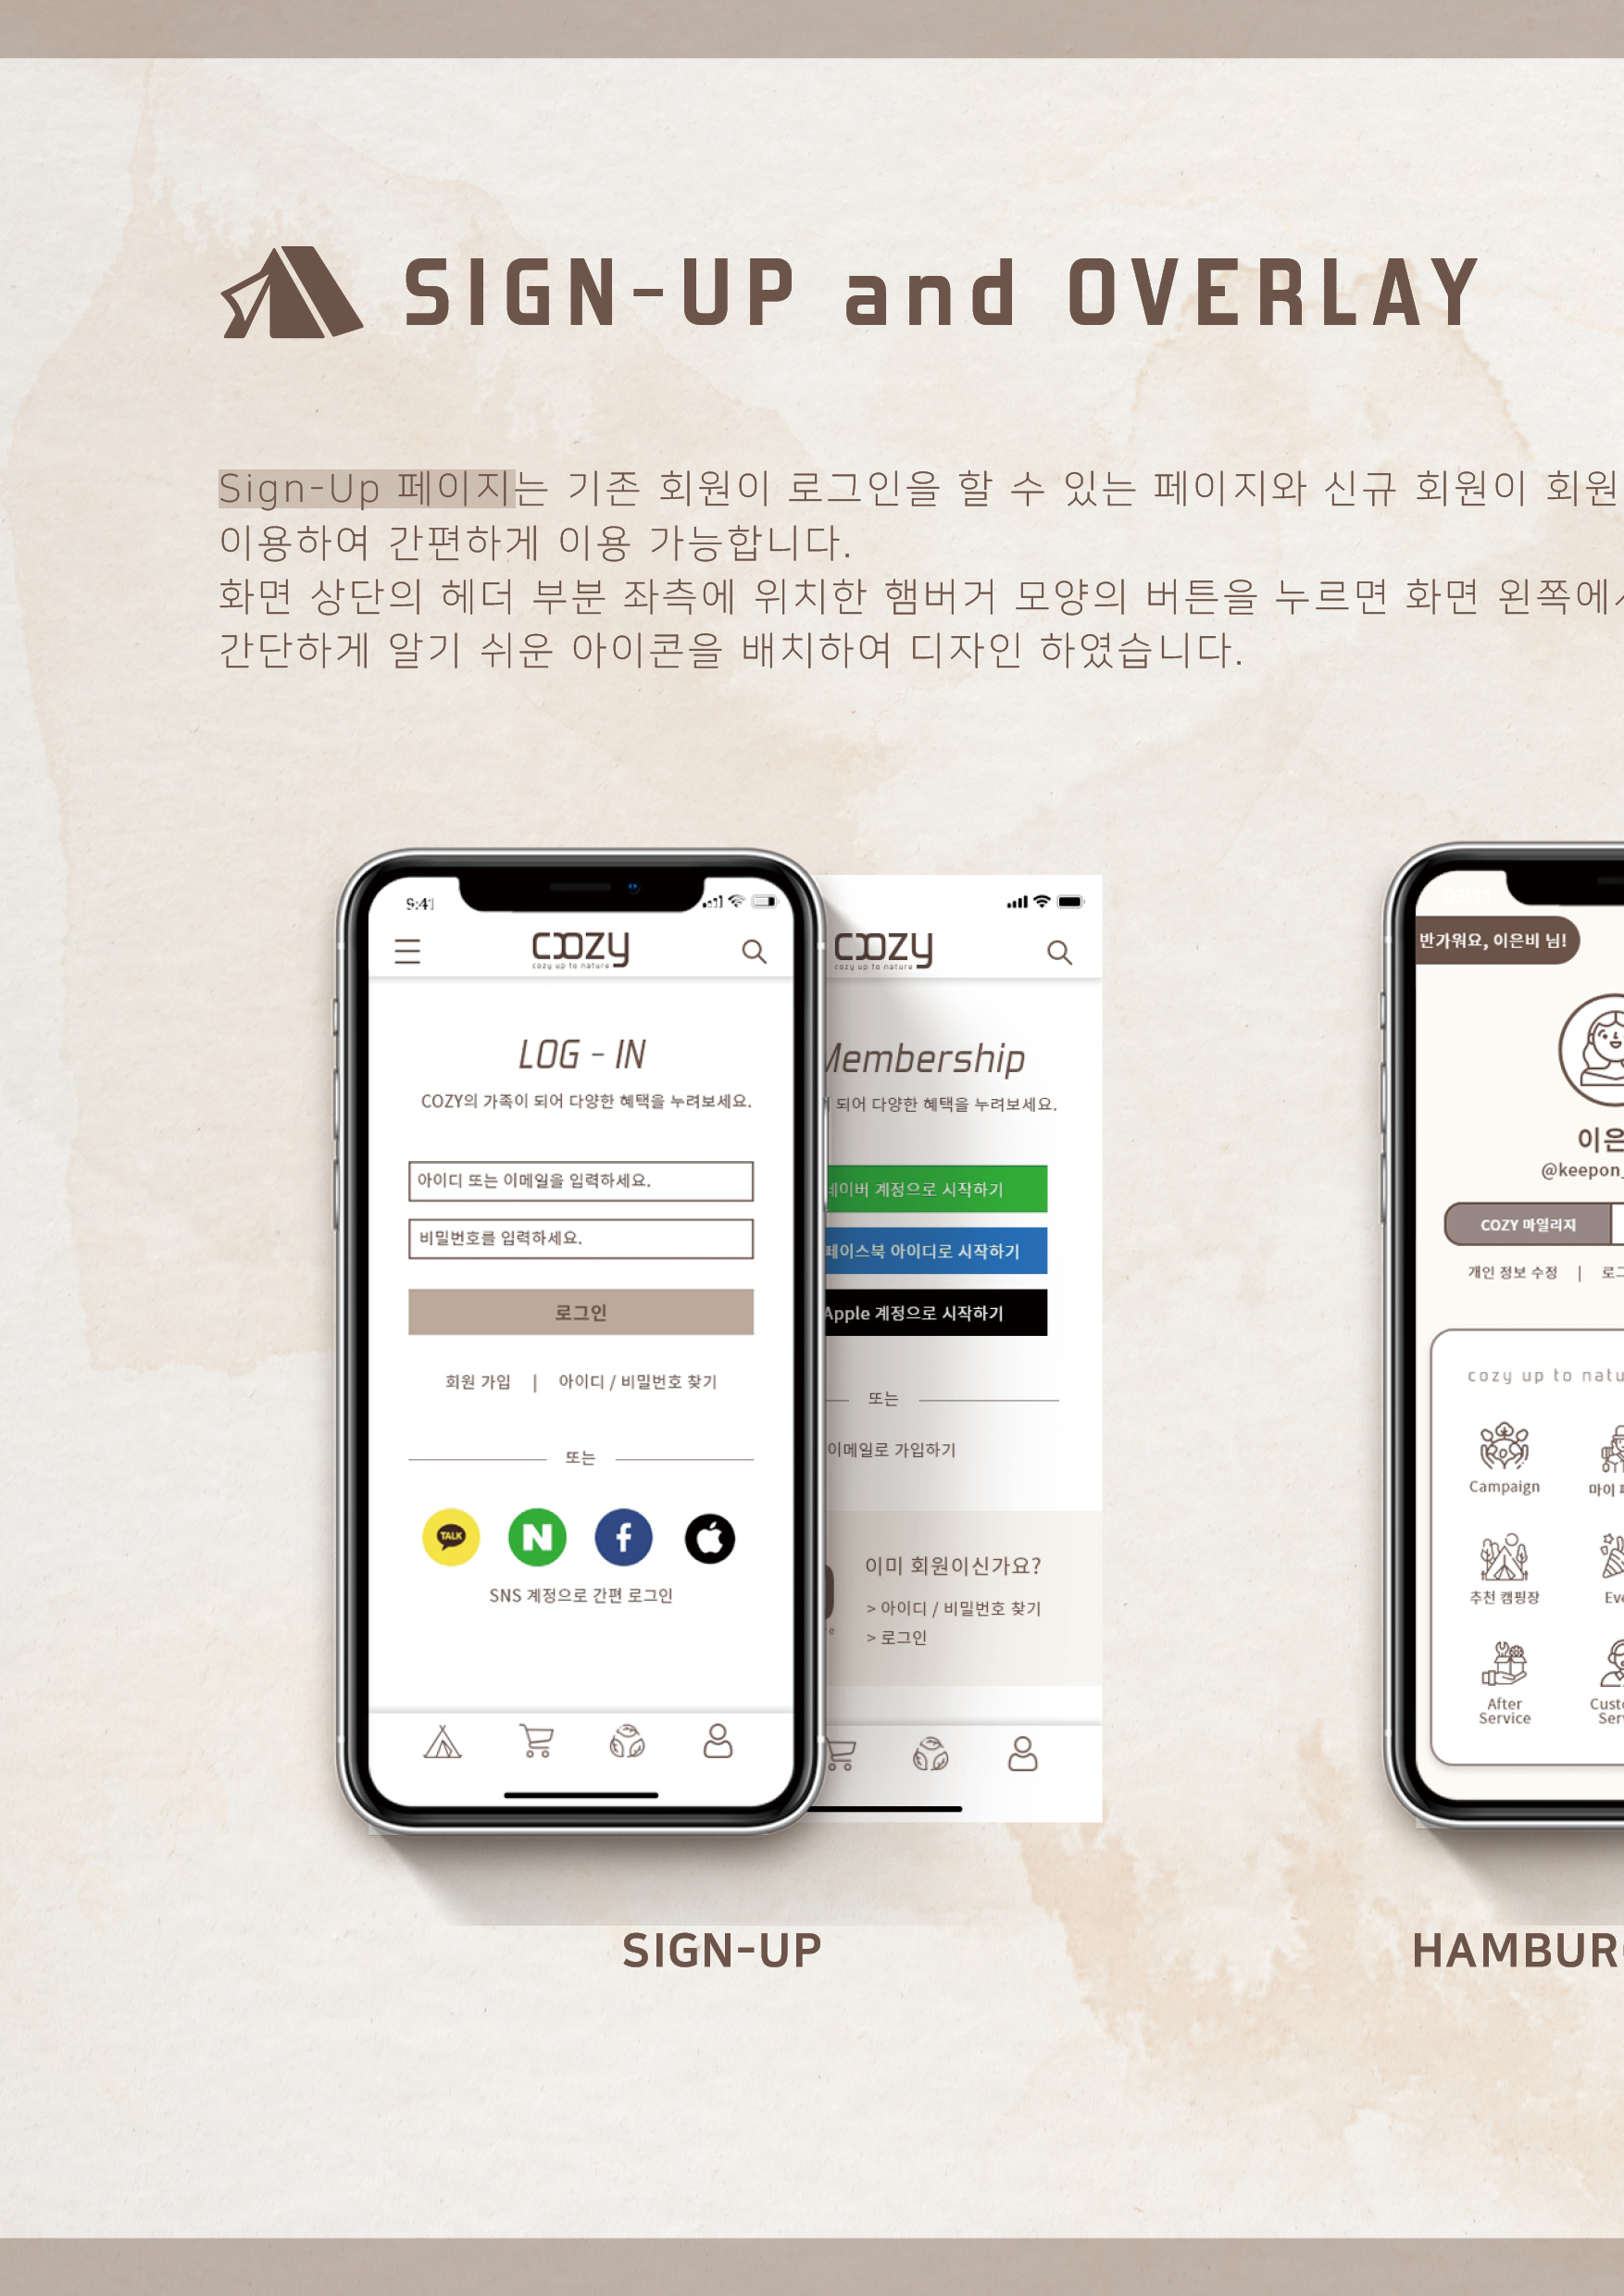 SIGN-UP and OVERLAY
Sign-Up 페이지는 기존 회원이 로그인을 할 수 있는 페이지와 신규 회원이 회원
이용하여 간편하게 이용 가능합니다.
화면 상단의 헤더 부분 좌측에 위치한 햄버거 모양의 버튼을 누르면 화면 왼쪽에서
간단하게 알기 쉬운 아이콘을 배치하여 디자인 하였습니다.
9:41
cozy
cozy up to nature
LOG - IN
COZY의 가족이 되어 다양한 혜택을 누려보세요.
아이디 또는 이메일을 입력하세요.
비밀번호를 입력하세요.
로그인
회원 가입 | 아이디 / 비밀번호 찾기
또는
TALK
N
f
SNS 계정으로 간편 로그인
cozy
cozy up to nature
Membership
되어 다양한 혜택을 누려보세요.
네이버 계정으로 시작하기
페이스북 아이디로 시작하기
Apple 계정으로 시작하기
또는
이메일로 가입하기
이미 회원이신가요?
> 아이디 / 비밀번호 찾기
> 로그인
SIGN-UP
반가워요, 이은비 님!
이은
@keepon_
COZY 마일리지
개인 정보 수정 | 로그
cozy up to natu
Campaign
마이
추천 캠핑장
Eve
After
Service
Custo
Ser
HAMBUR